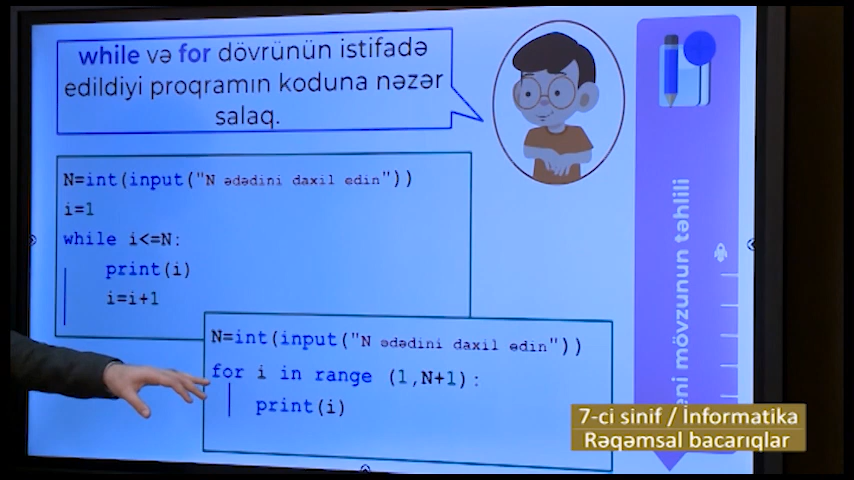 while və for dövrünün istifadə
edildiyi proqramın koduna nəzər
salaq.
N=int(input("N ədədini daxil edin"))
i=1
while i<=N:
print(i)
i=i+1
N=int(input("N ədədini daxil edin"))
for i in range (1,N+1):
print(i)
eni mövzunun təhlili
7-ci sinif / İnformatika
Rəqəmsal bacarıqlar